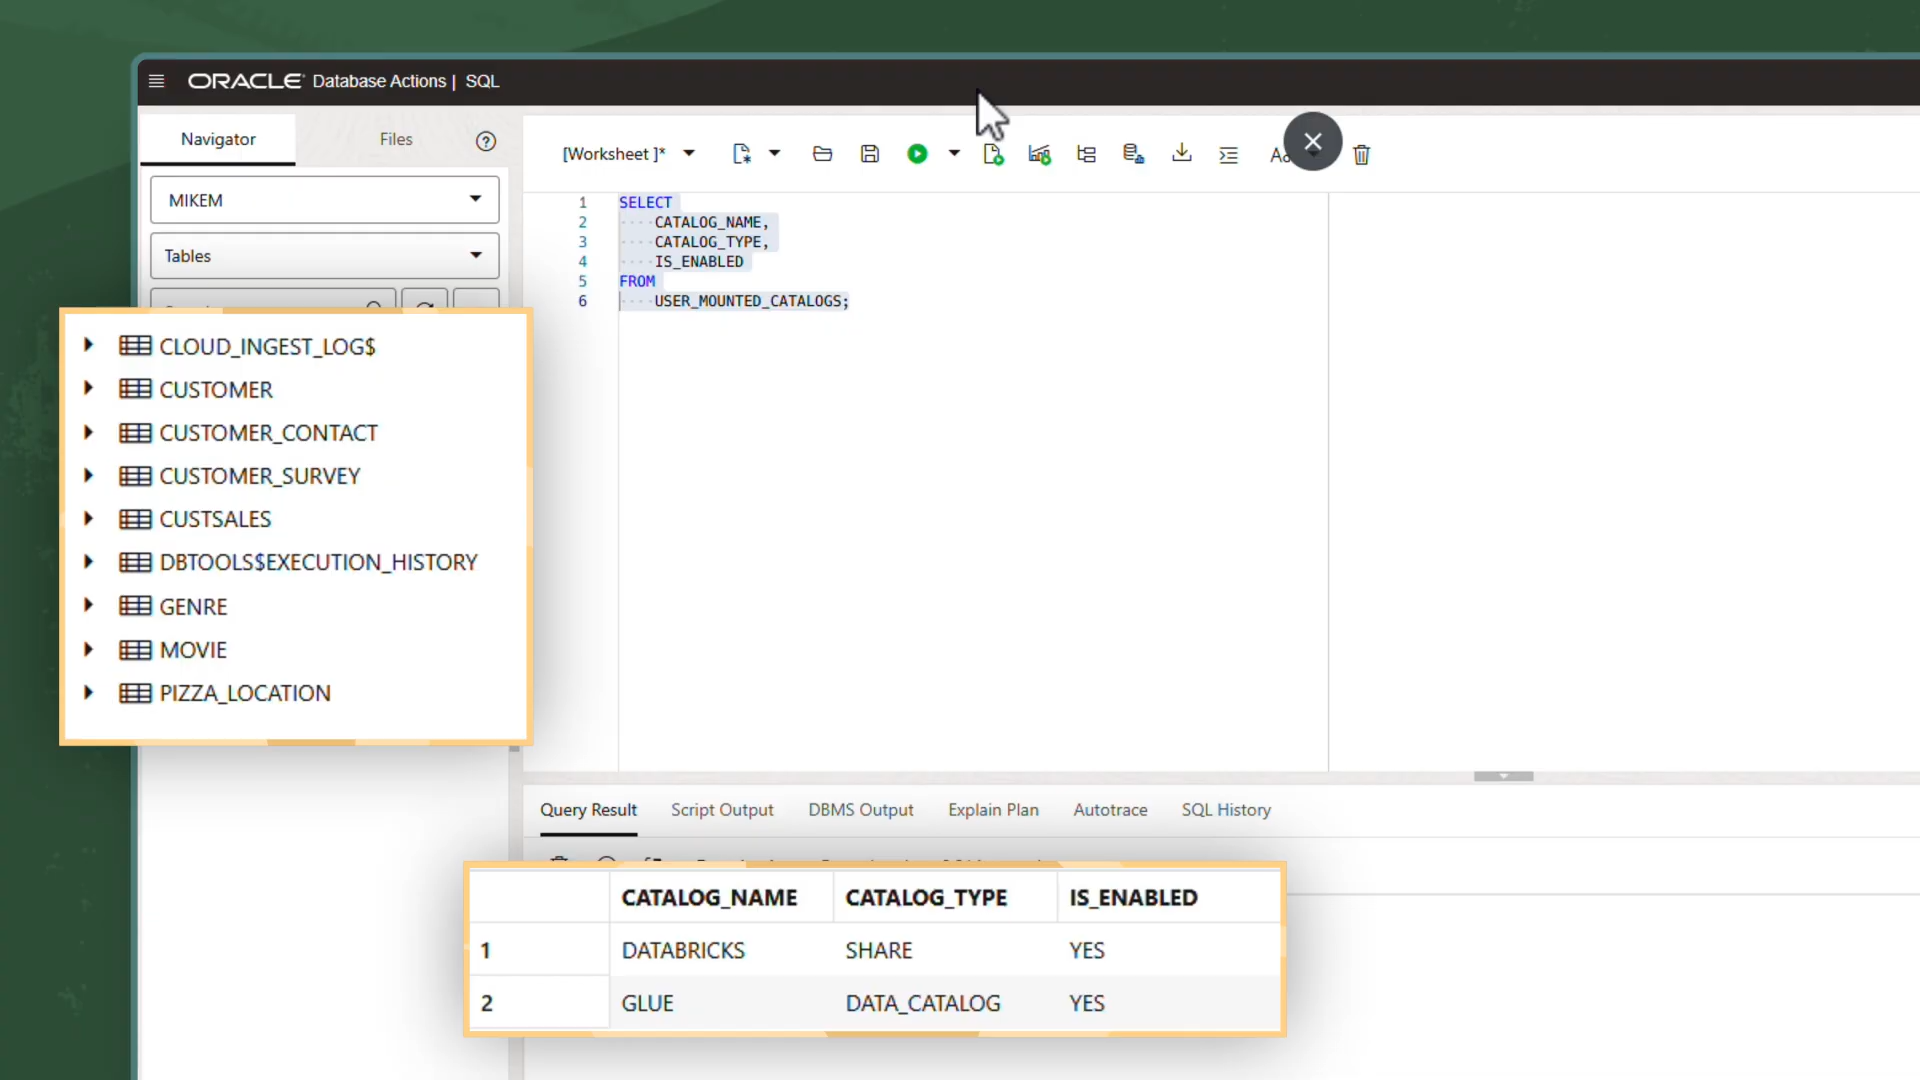 ORACLE Database Actions | SQL
Navigator
Files
MIKEM
Tables
CLOUD_INGEST_LOG$
CUSTOMER
CUSTOMER_CONTACT
CUSTOMER_SURVEY
CUSTSALES
DBTOOLS$EXECUTION_HISTORY
GENRE
MOVIE
PIZZA_LOCATION
[Worksheet ]*
1 SELECT
2 CATALOG_NAME,
3 CATALOG_TYPE,
4 IS_ENABLED
5 FROM
6 USER_MOUNTED_CATALOGS;
Query Result Script Output DBMS Output Explain Plan Autotrace SQL History
CATALOG_NAME CATALOG_TYPE IS_ENABLED
1 DATABRICKS SHARE YES
2 GLUE DATA_CATALOG YES